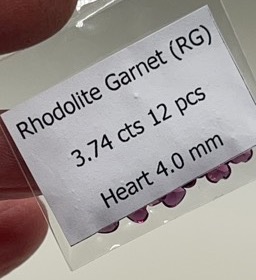 Rhodolite Garnet (RG)
3.74 cts 12 pcs
Heart 4.0 mm